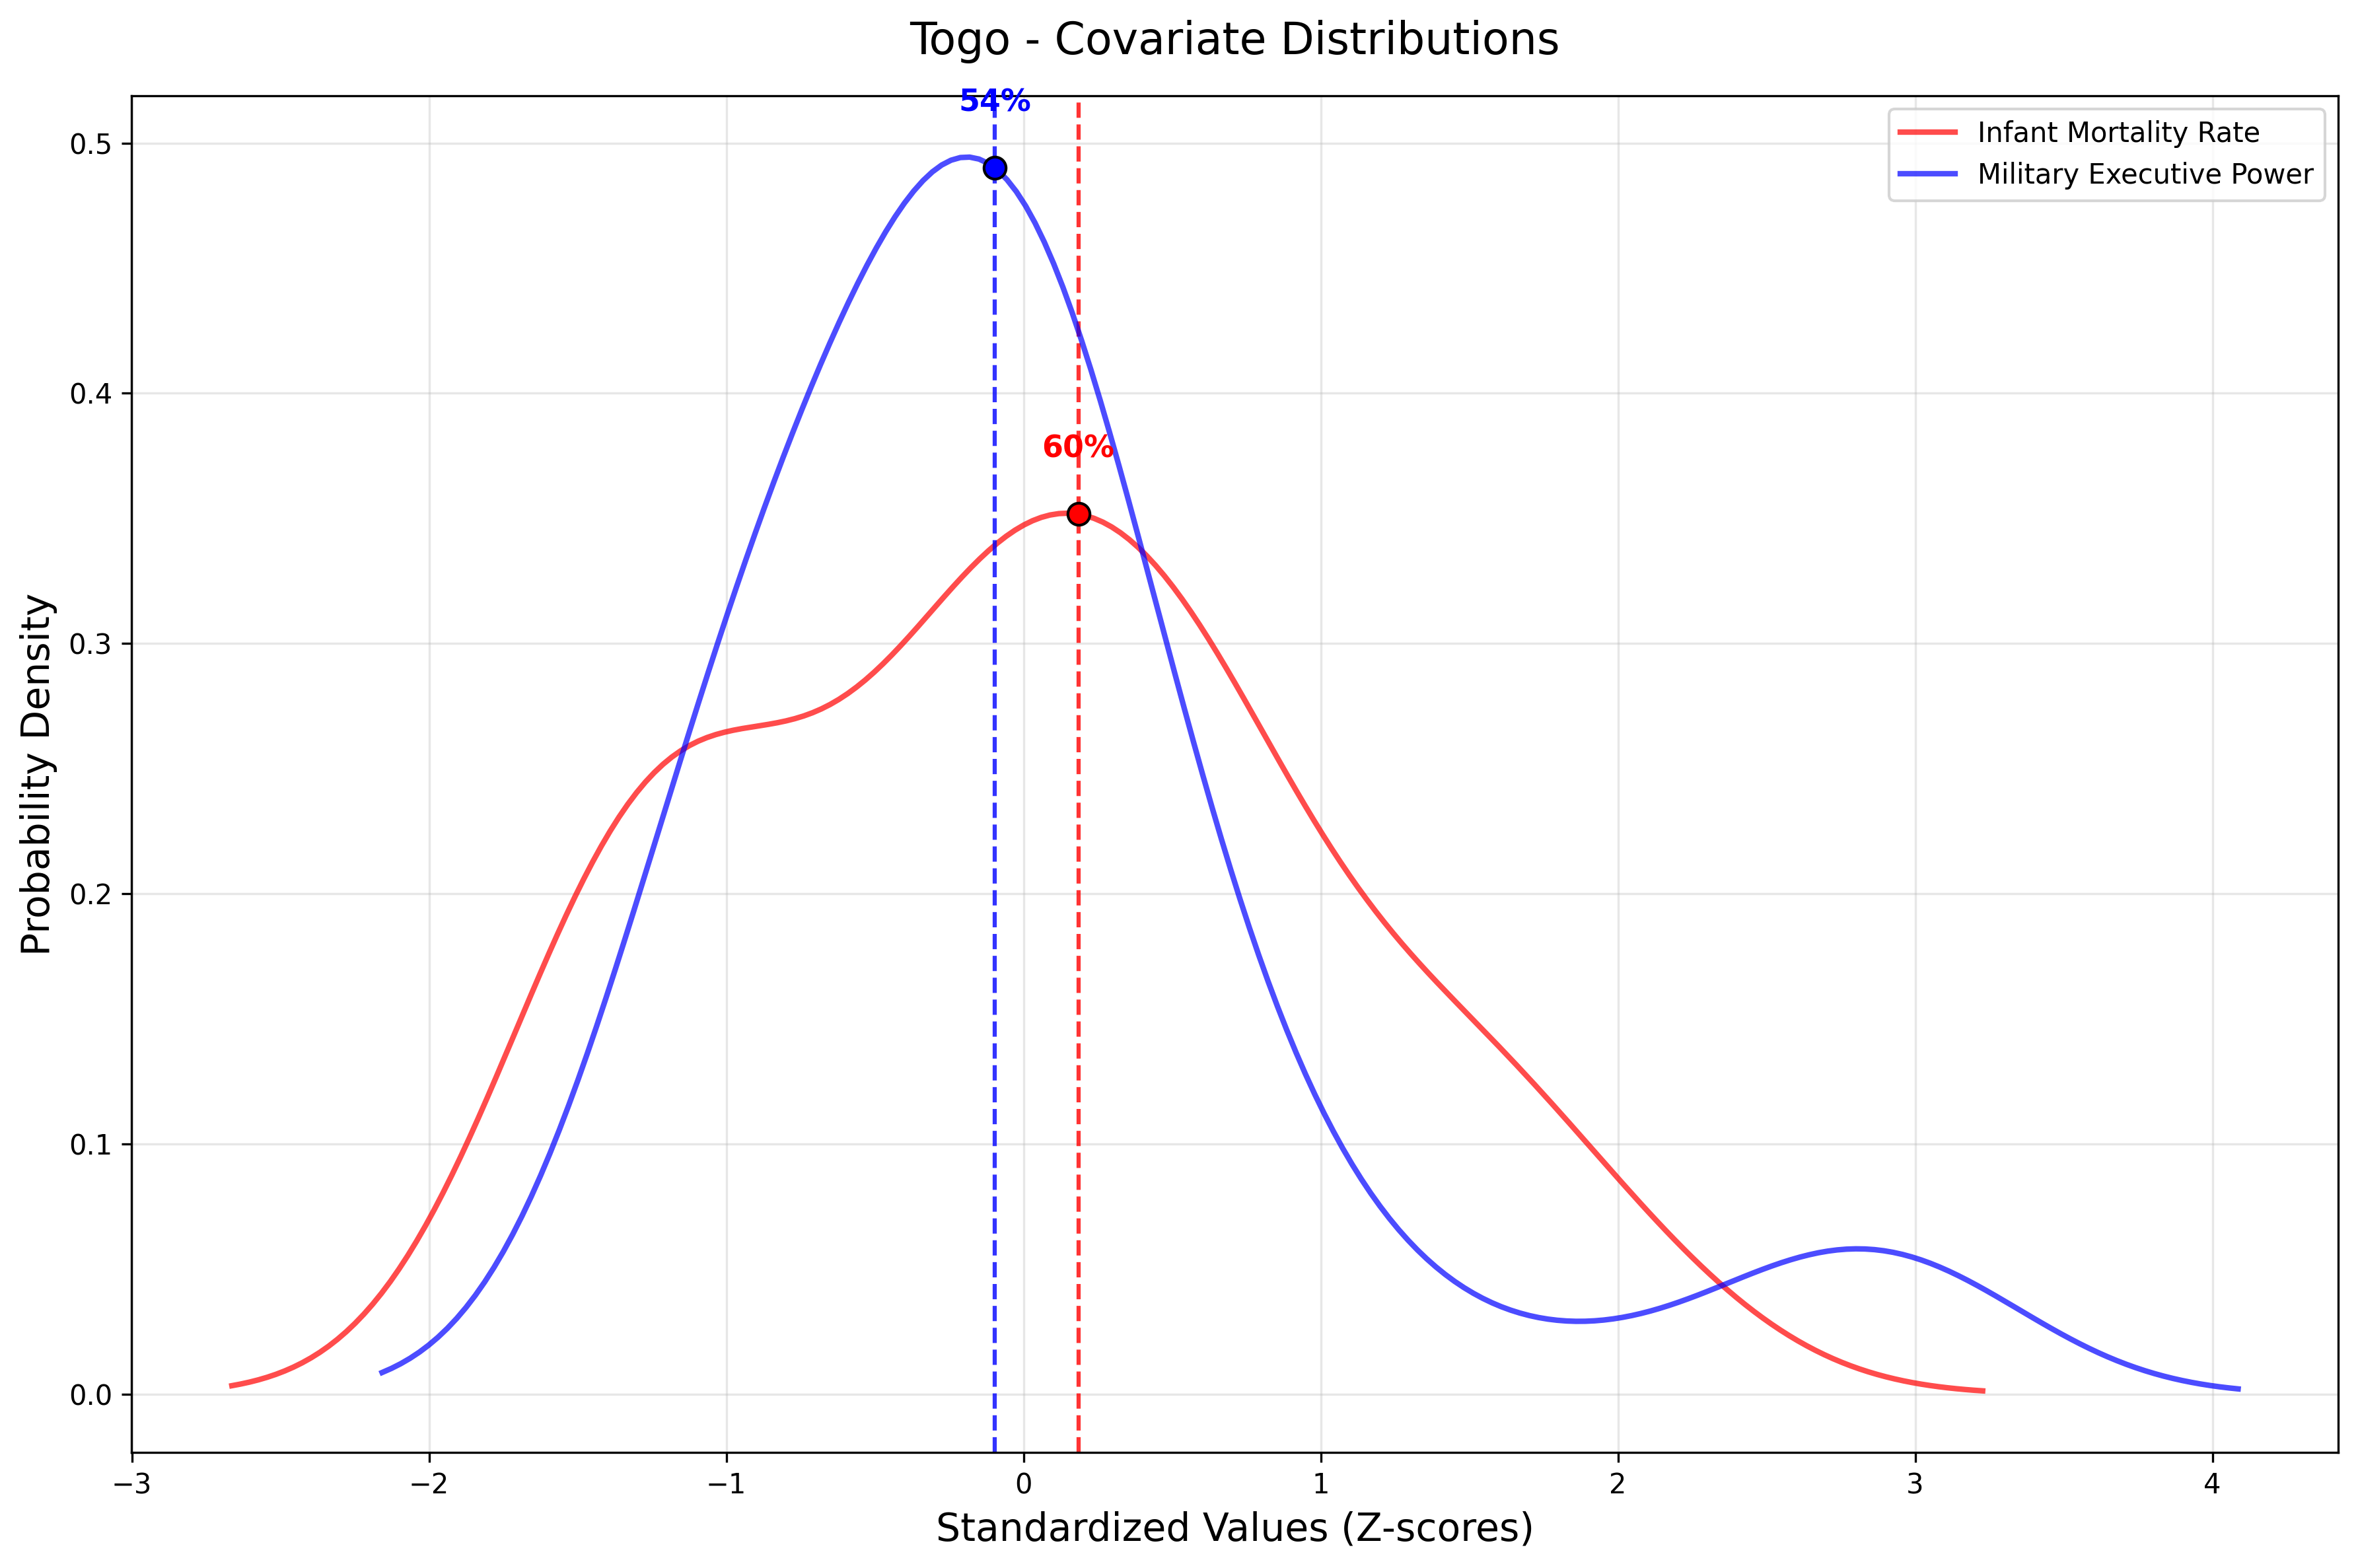 Togo - Covariate Distributions
54%
Infant Mortality Rate
Military Executive Power
60%
Probability Density
0.5
0.4
0.3
0.2
0.1
0.0
−3 −2 −1 0 1 2 3 4
Standardized Values (Z-scores)